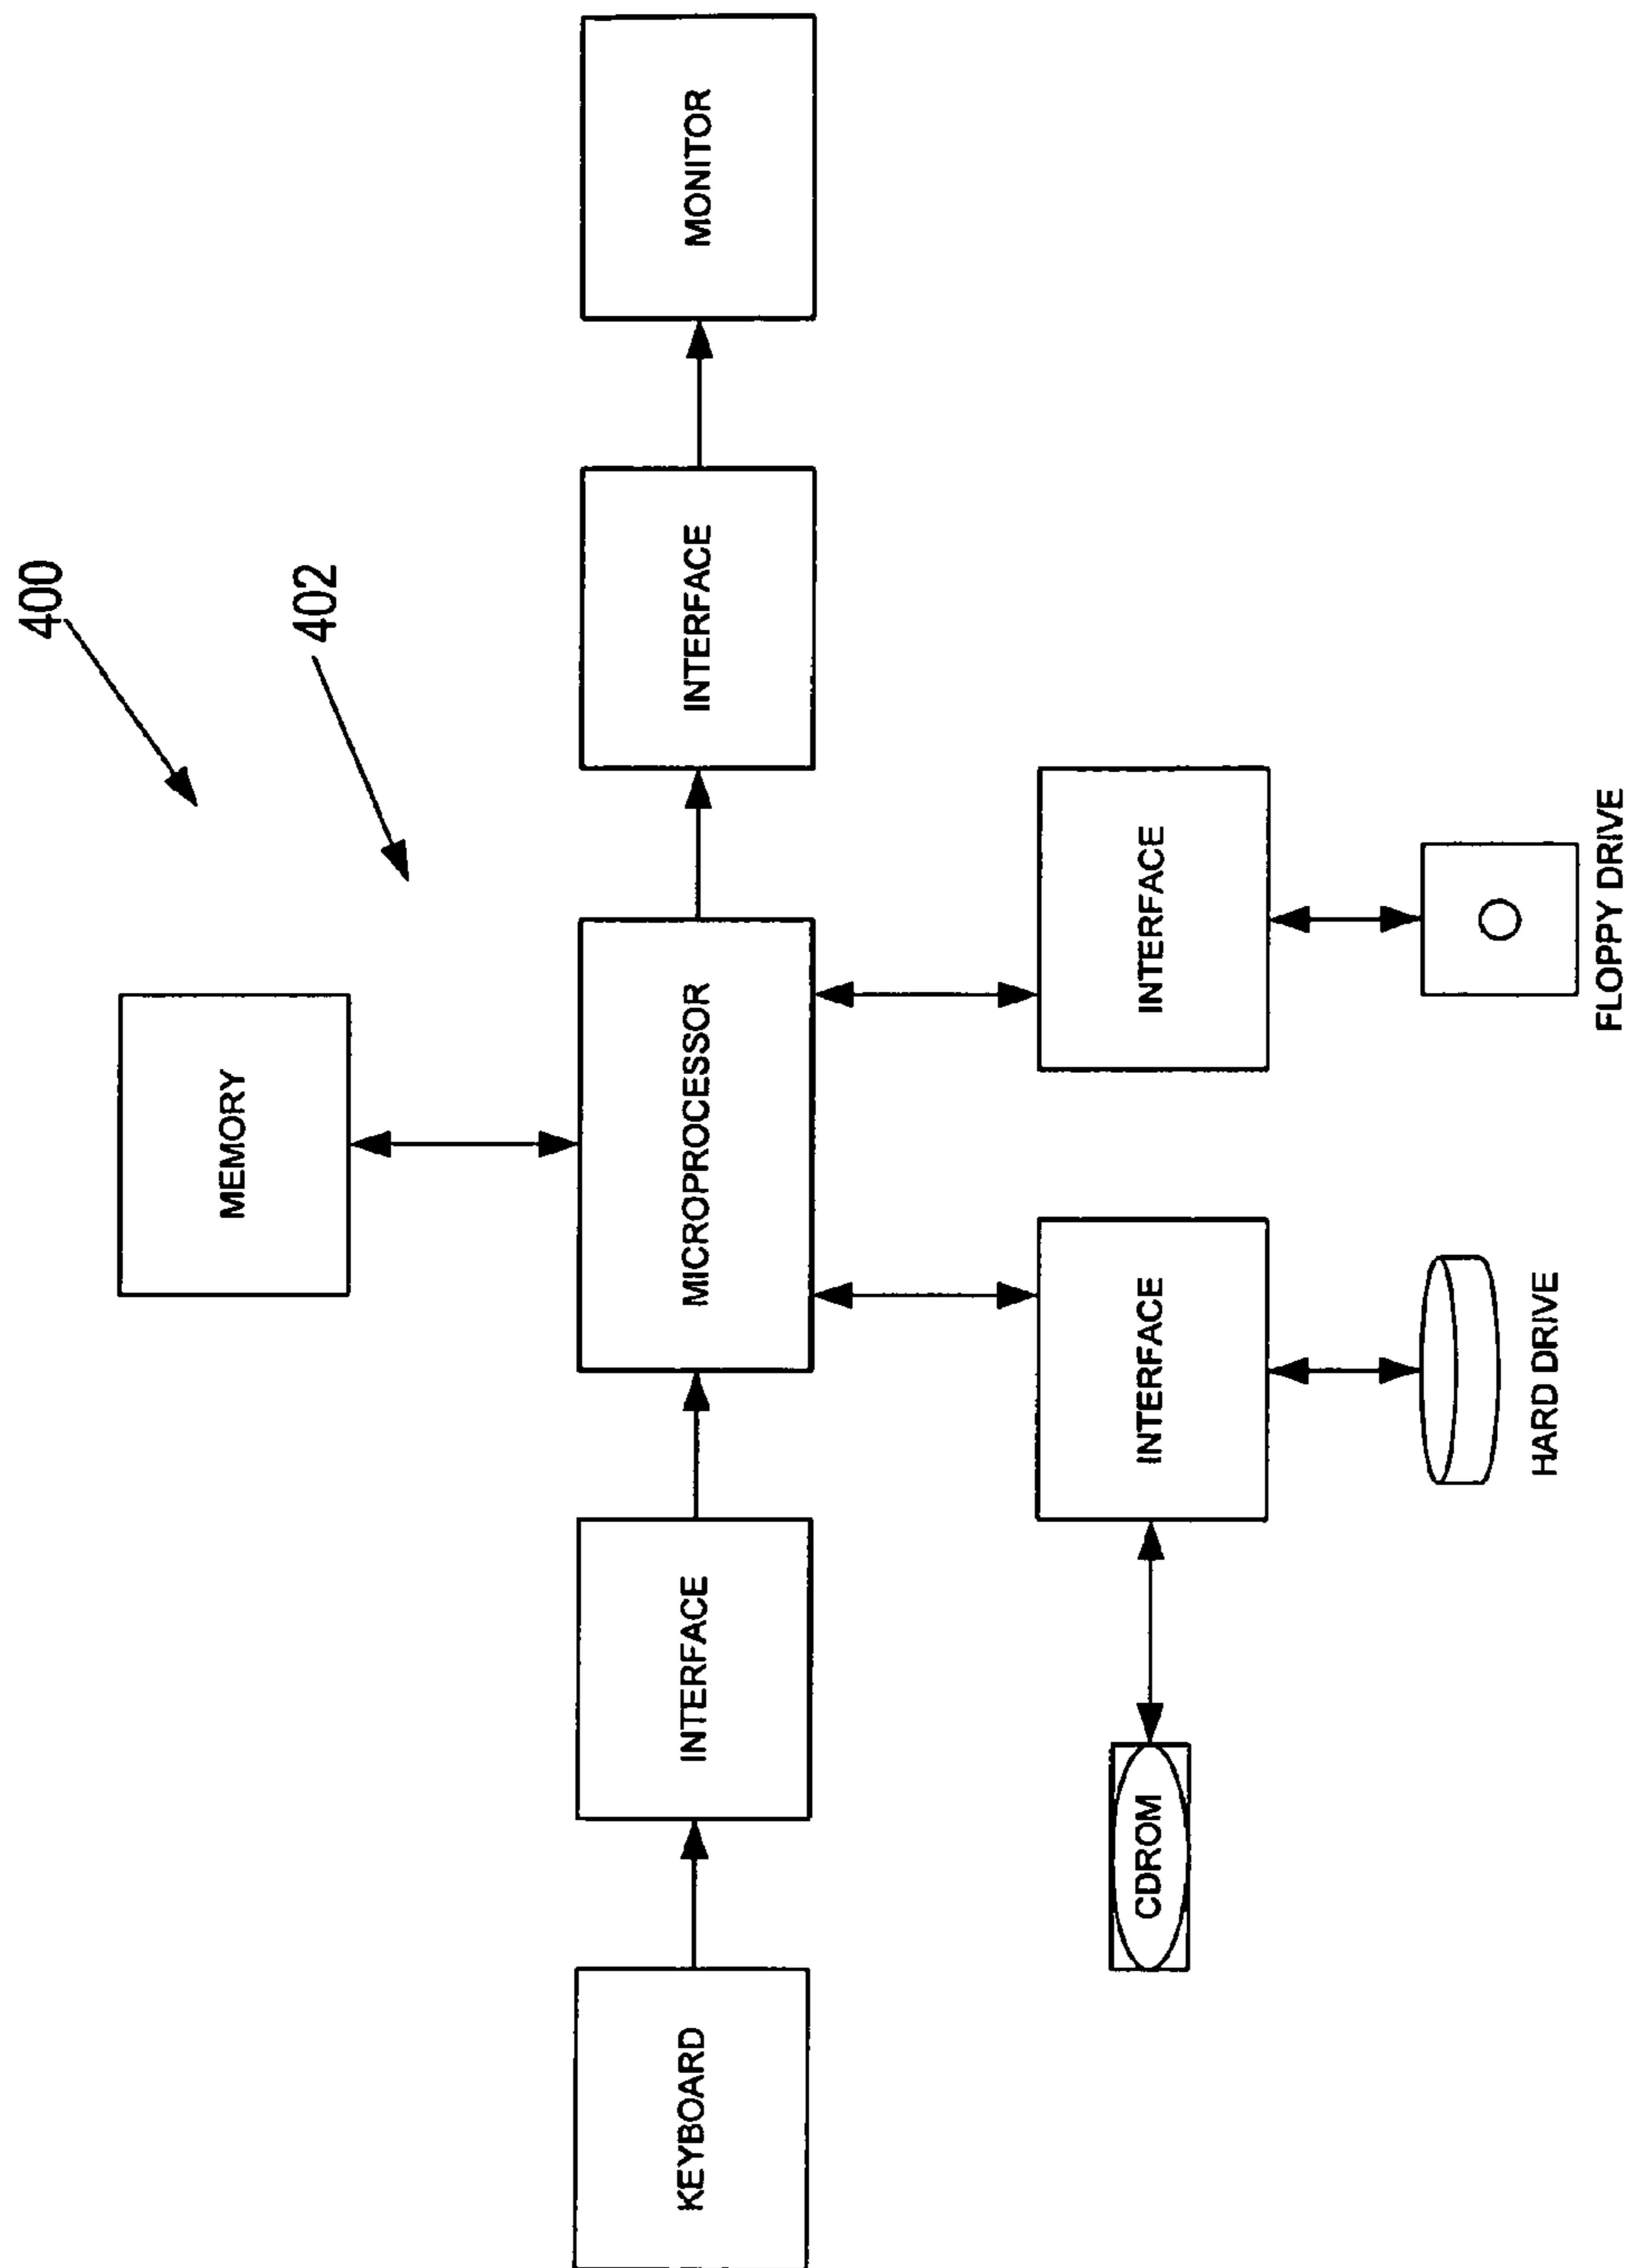 400
402
MEMORY
KEYBOARD
INTERFACE
MICROPROCESSOR
INTERFACE
MONITOR
CDROM
INTERFACE
INTERFACE
HARD DRIVE
FLOPPY DRIVE